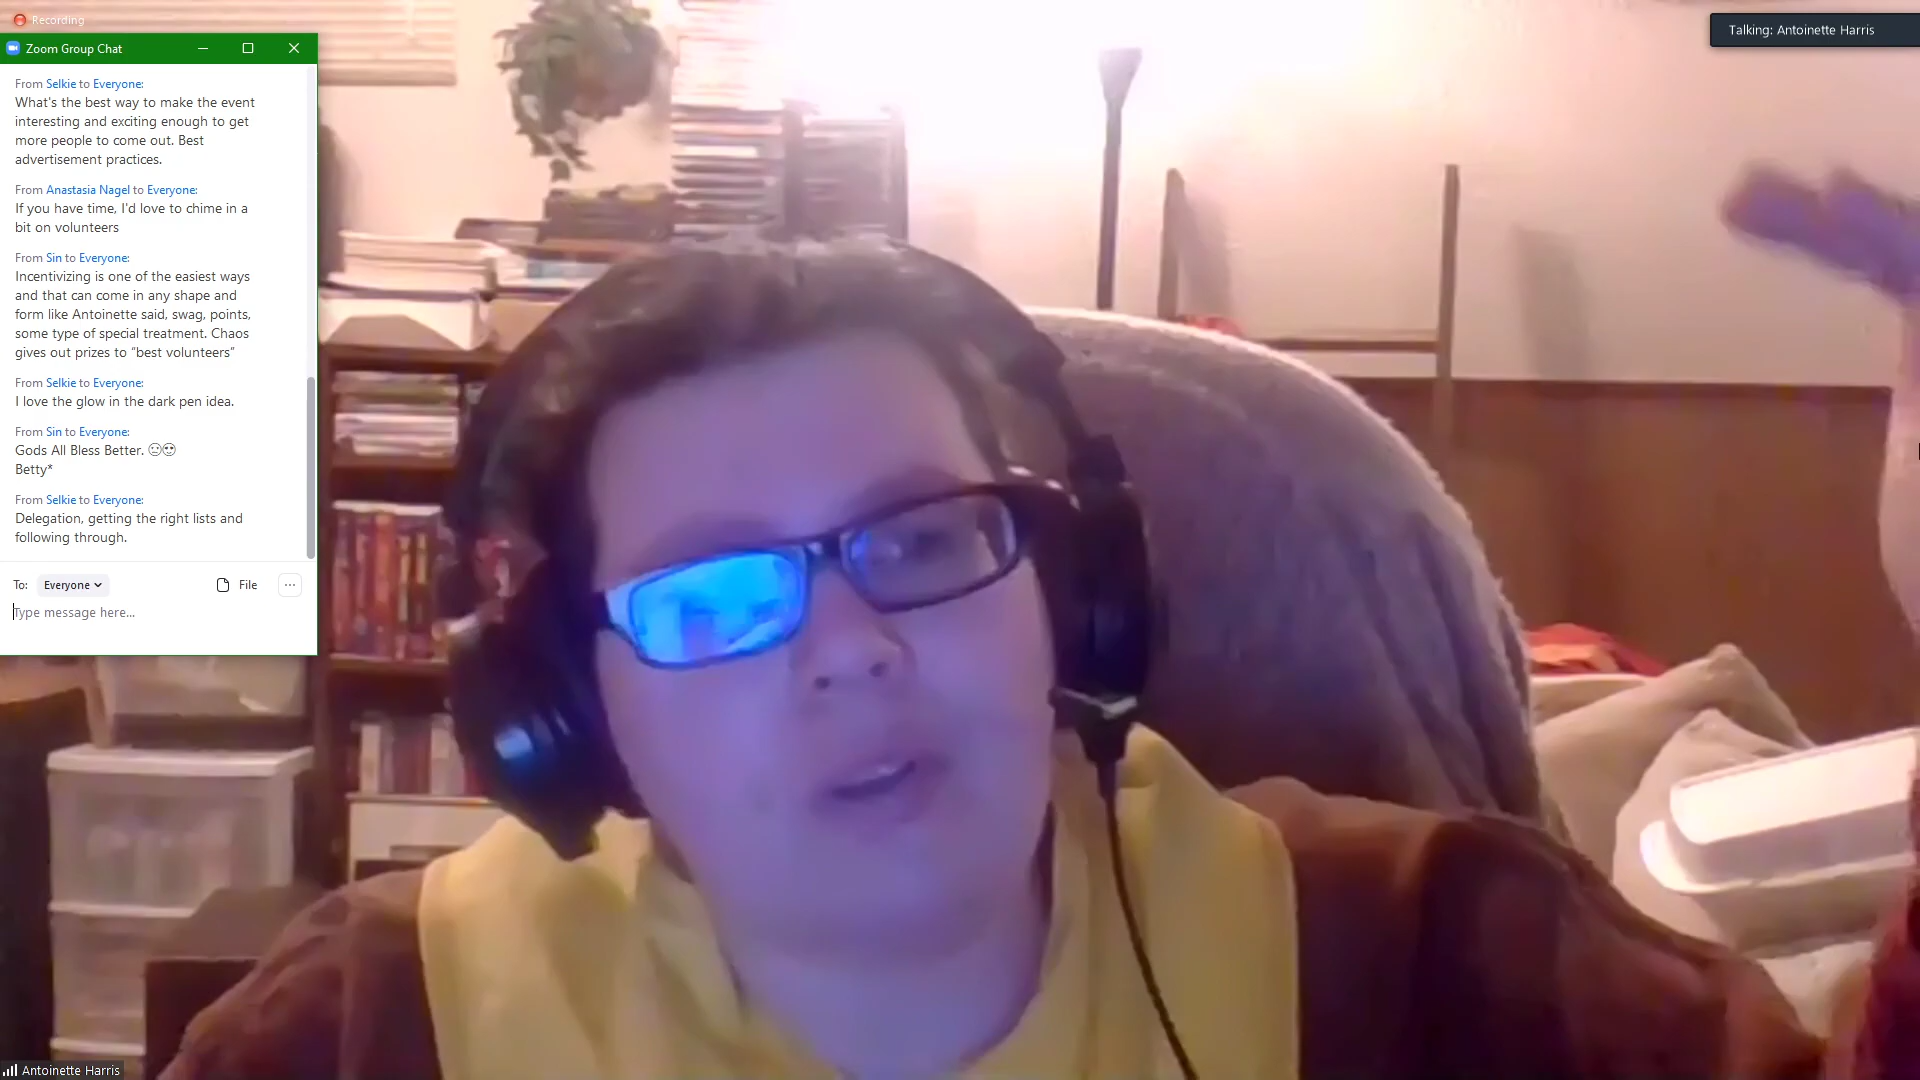 Recording
Talking: Antoinette Harris
Zoom Group Chat
From Selkie to Everyone:
What's the best way to make the event
interesting and exciting enough to get
more people to come out. Best
advertisement practices.
From Anastasia Nagel to Everyone:
If you have time, I'd love to chime in a
bit on volunteers
From Sin to Everyone:
Incentivizing is one of the easiest ways
and that can come in any shape and
form like Antoinette said, swag, points,
some type of special treatment. Chaos
gives out prizes to “best volunteers”
From Selkie to Everyone:
I love the glow in the dark pen idea.
From Sin to Everyone:
Gods All Bless Better.
Betty*
From Selkie to Everyone:
Delegation, getting the right lists and
following through.
To: Everyone File ...
Type message here...
Antoinette Harris